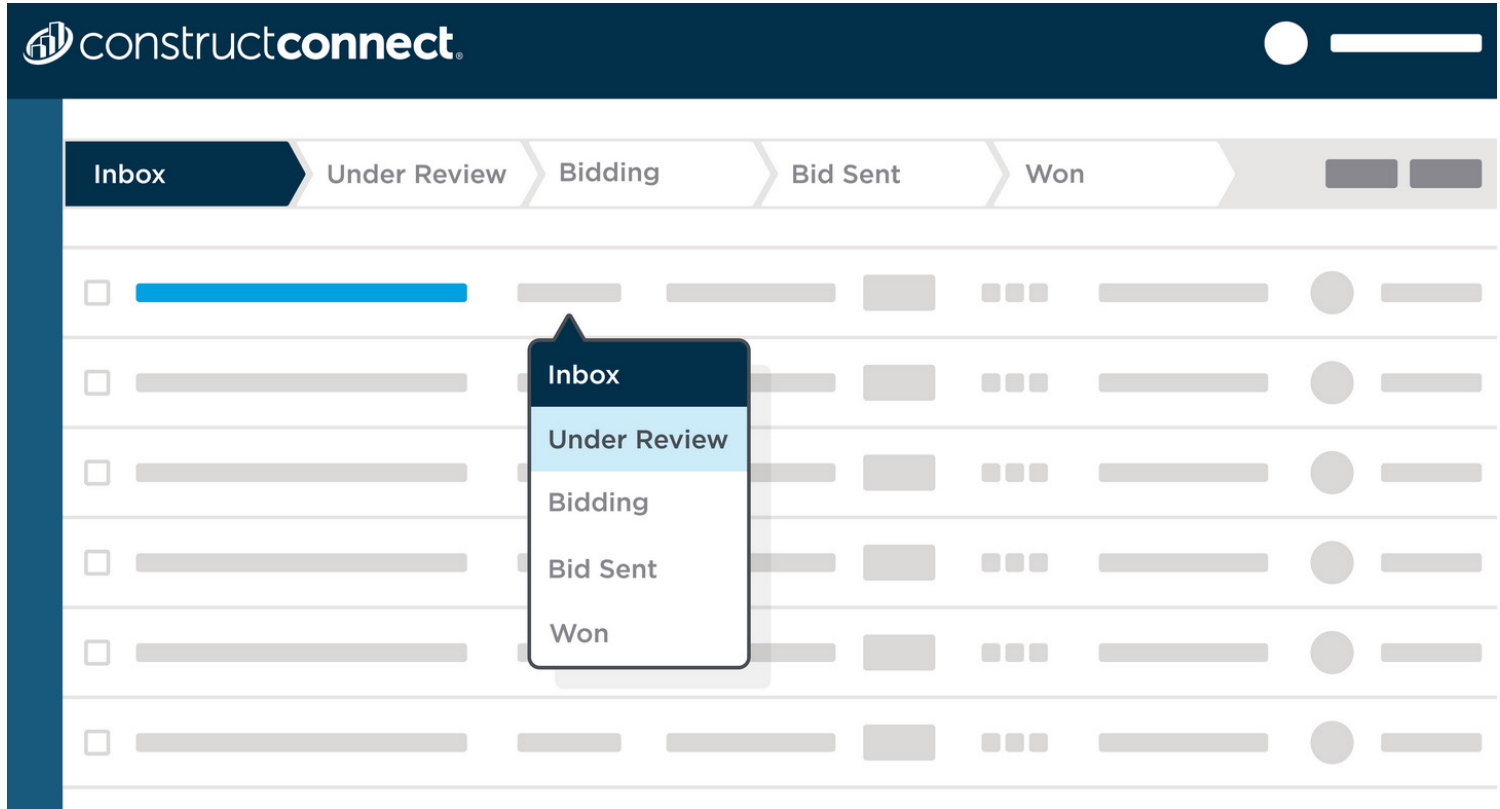 constructconnect®
Inbox Under Review Bidding Bid Sent Won
Inbox
Under Review
Bidding
Bid Sent
Won